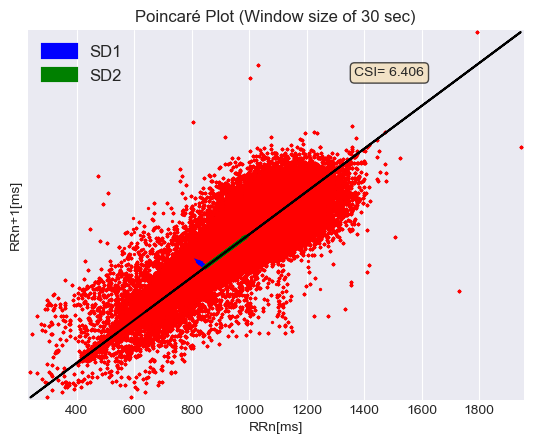 Poincaré Plot (Window size of 30 sec)
SD1
SD2
CSI= 6.406
RRn+1[ms]
400 600 800 1000 1200 1400 1600 1800
RRn[ms]